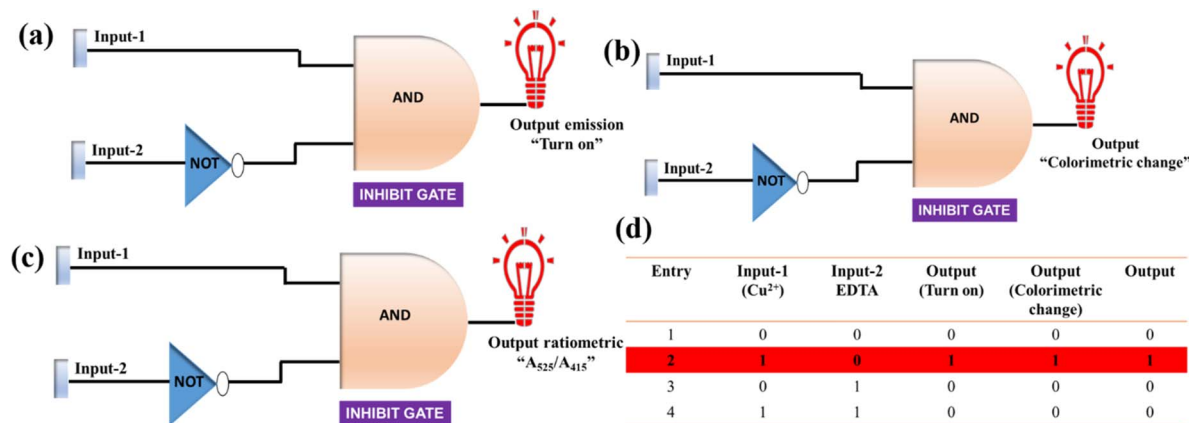 (a)
Input-1
AND
Input-2
NOT
Output emission
“Turn on”
INHIBIT GATE
(b)
Input-1
AND
Input-2
NOT
Output
“Colorimetric change”
INHIBIT GATE
(c)
Input-1
AND
Input-2
NOT
Output ratiometric
“A₅₂₅/A₄₁₅”
INHIBIT GATE
(d)
Entry Input-1 Input-2 Output Output Output
(Cu²⁺) EDTA (Turn on) (Colorimetric
change)
1 0 0 0 0 0
2 1 0 1 1 1
3 0 1 0 0 0
4 1 1 0 0 0